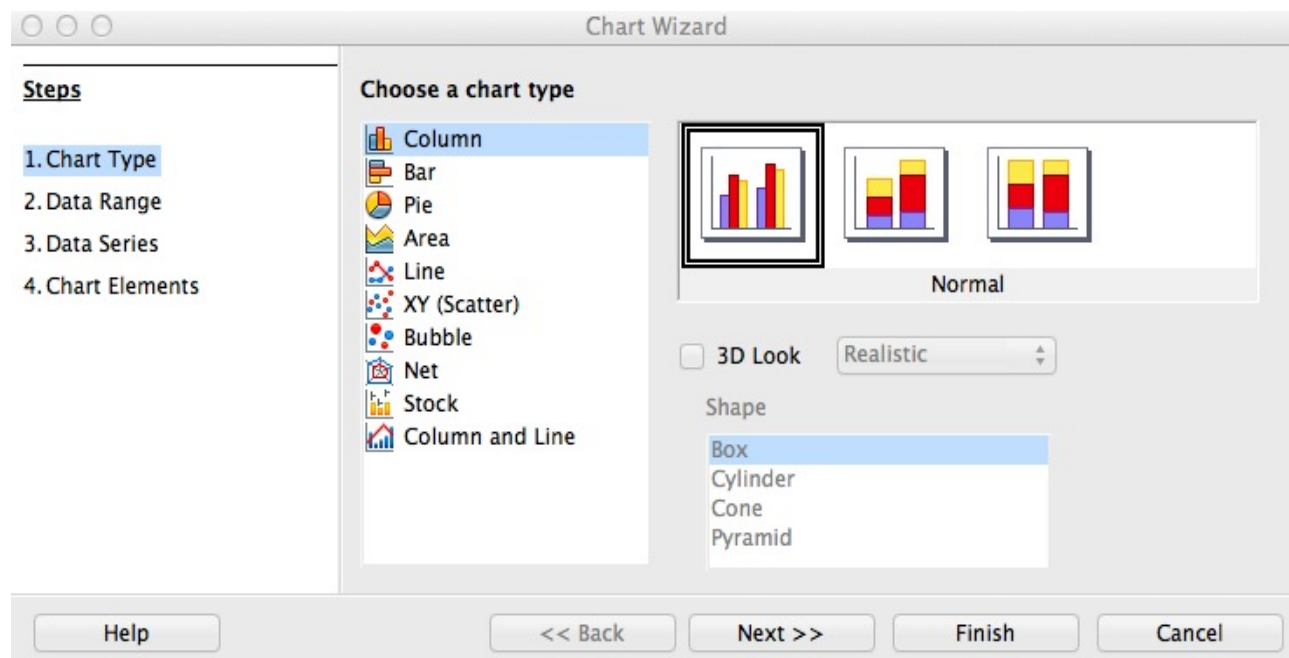 Chart Wizard
Steps
1. Chart Type
2. Data Range
3. Data Series
4. Chart Elements
Choose a chart type
Column
Bar
Pie
Area
Line
XY (Scatter)
Bubble
Net
Stock
Column and Line
Normal
3D Look
Realistic
Shape
Box
Cylinder
Cone
Pyramid
Help
<< Back
Next >>
Finish
Cancel